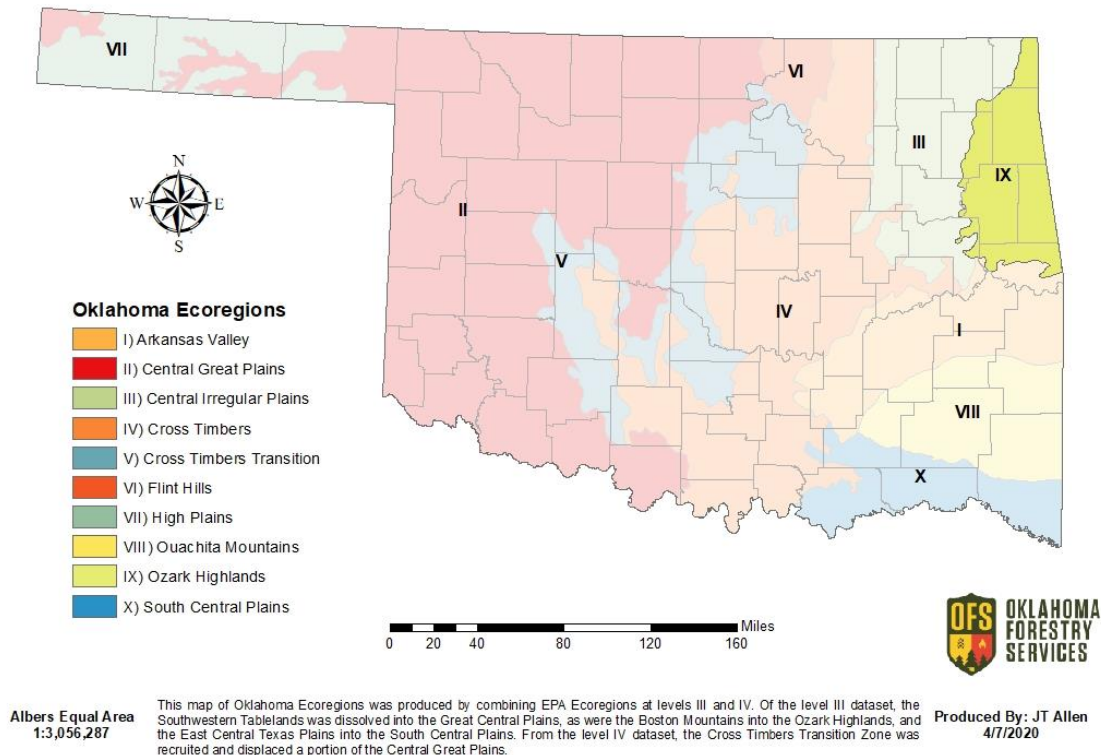 VII
VI
III
IX
N
W E
S
II
V
IV
I
VIII
X
Oklahoma Ecoregions
I) Arkansas Valley
II) Central Great Plains
III) Central Irregular Plains
IV) Cross Timbers
V) Cross Timbers Transition
VI) Flint Hills
VII) High Plains
VIII) Ouachita Mountains
IX) Ozark Highlands
X) South Central Plains
Miles
0 20 40 80 120 160
OFS
OKLAHOMA
FORESTRY
SERVICES
Albers Equal Area
1:3,056,287
This map of Oklahoma Ecoregions was produced by combining EPA Ecoregions at levels III and IV. Of the level III dataset, the
Southwestern Tablelands was dissolved into the Great Central Plains, as were the Boston Mountains into the Ozark Highlands, and
the East Central Texas Plains into the South Central Plains. From the level IV dataset, the Cross Timbers Transition Zone was
recruited and displaced a portion of the Central Great Plains.
Produced By: JT Allen
4/7/2020